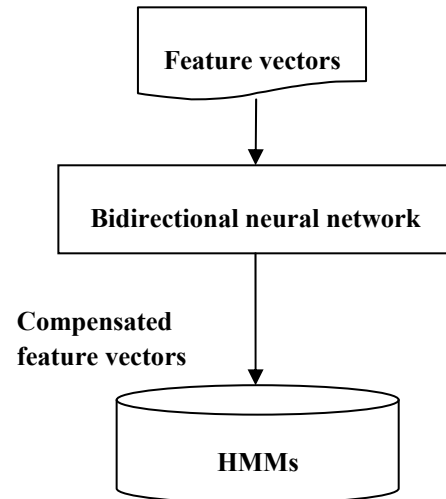 Feature vectors
Bidirectional neural network
Compensated
feature vectors
HMMs